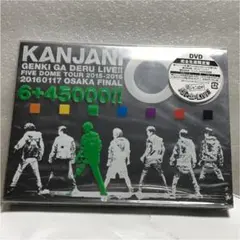 KANJANI
GENKI GA DERU LIVE!!
FIVE DOME TOUR 2015-2016
20160117 OSAKA FINAL
6+45000!!
DVD